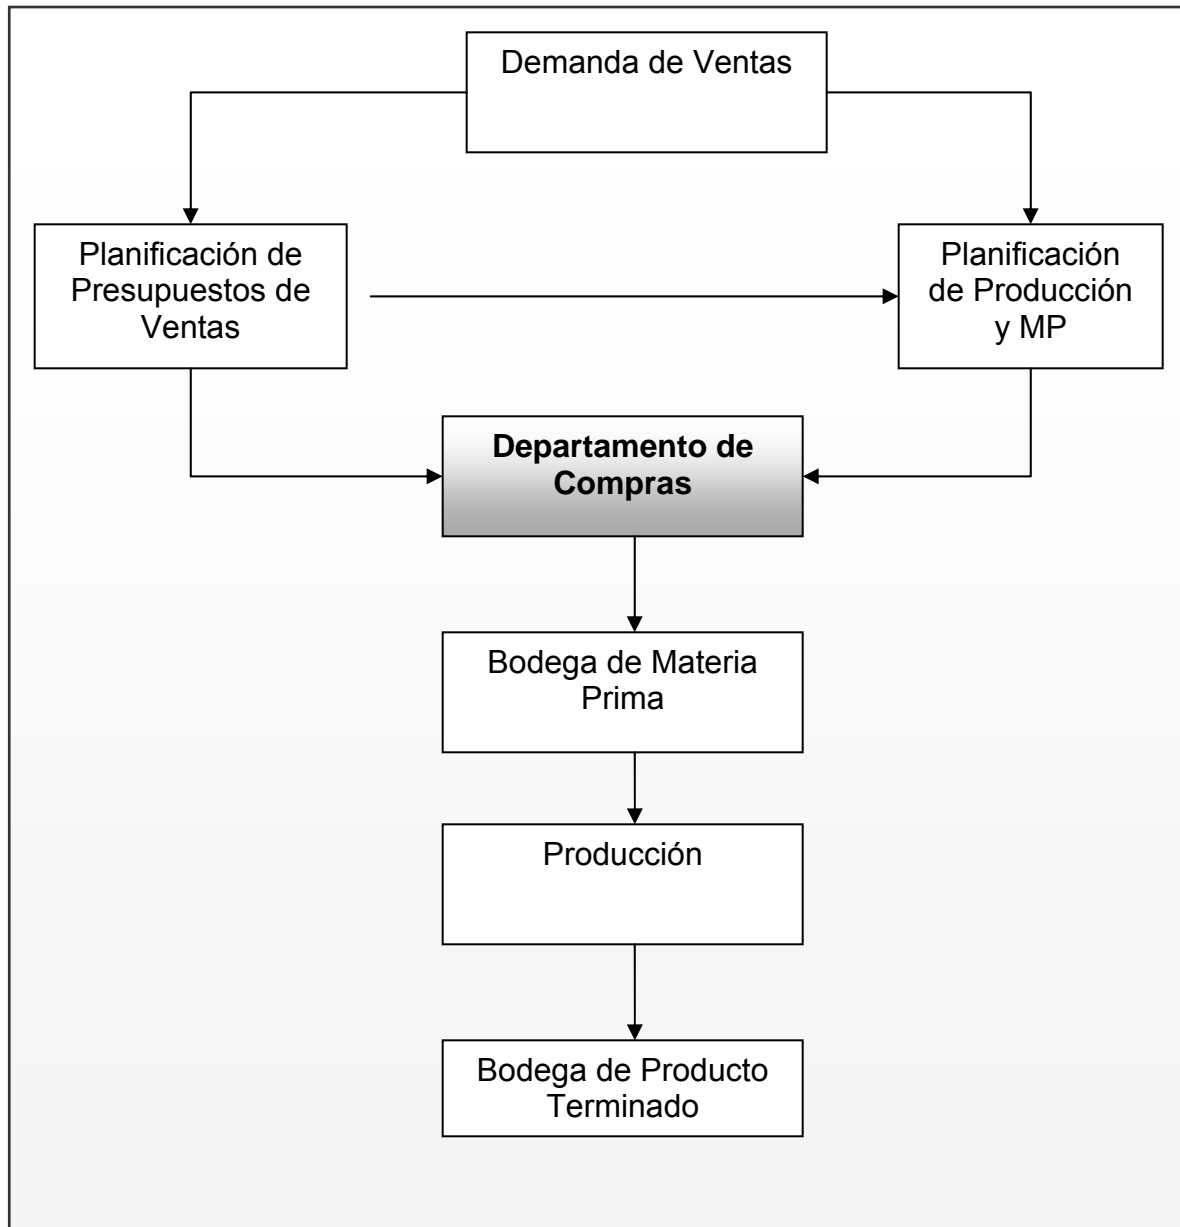 Demanda de Ventas
Planificación de
Presupuestos de
Ventas
Planificación
de Producción
y MP
Departamento de
Compras
Bodega de Materia
Prima
Producción
Bodega de Producto
Terminado